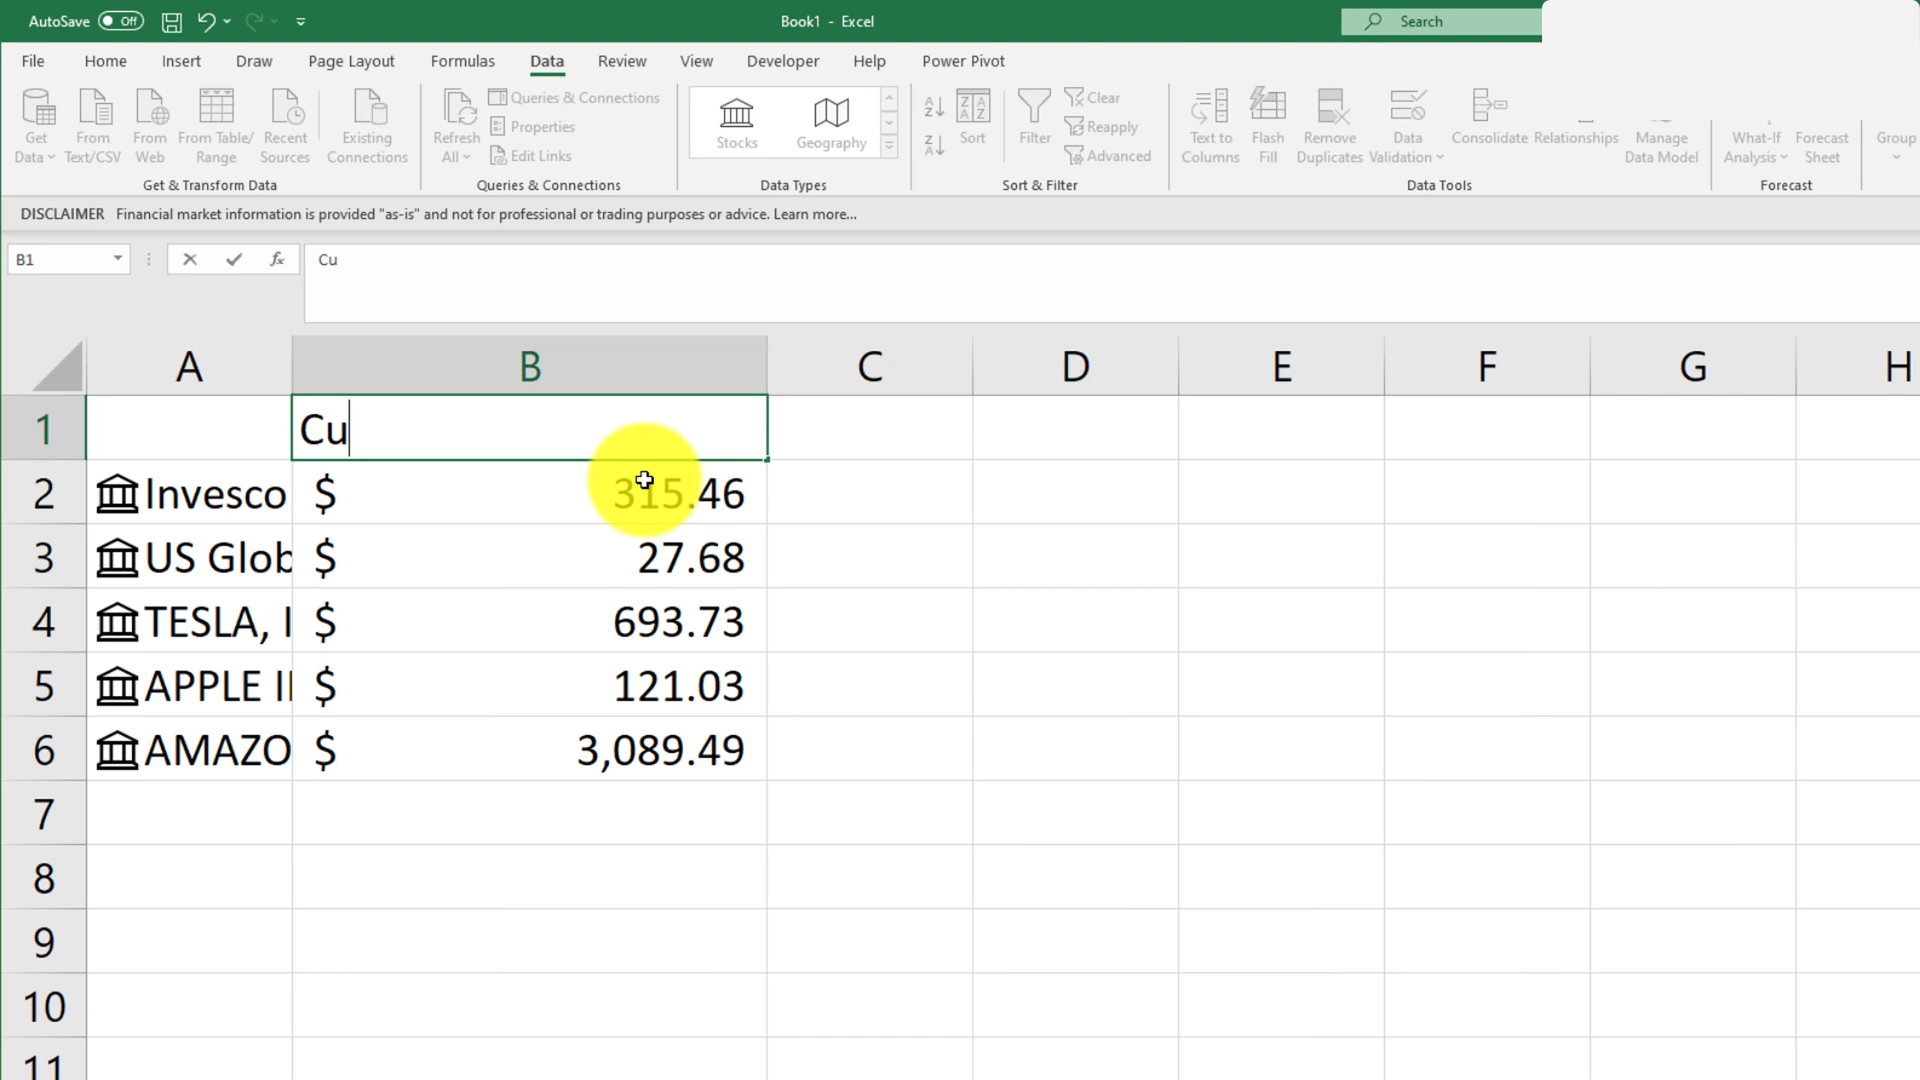 AutoSave Off
Book1 - Excel
Search
File Home Insert Draw Page Layout Formulas Data Review View Developer Help Power Pivot
Get Data
From Text/CSV
From Web
From Table/ Range
Recent Sources
Existing Connections
Get & Transform Data
Refresh All
Queries & Connections
Properties
Edit Links
Queries & Connections
Stocks
Geography
Data Types
Sort
Filter
Clear
Reapply
Advanced
Sort & Filter
Text to Columns
Flash Fill
Remove Duplicates
Data Validation
Consolidate
Relationships
Manage Data Model
Data Tools
What-If Analysis
Forecast Sheet
Forecast
Group
DISCLAIMER Financial market information is provided "as-is" and not for professional or trading purposes or advice. Learn more...
B1
fx
Cu
A B C D E F G H
1 Cu
2 Invesco $ 315.46
3 US Glob $ 27.68
4 TESLA, I $ 693.73
5 APPLE I $ 121.03
6 AMAZO $ 3,089.49
7
8
9
10
11